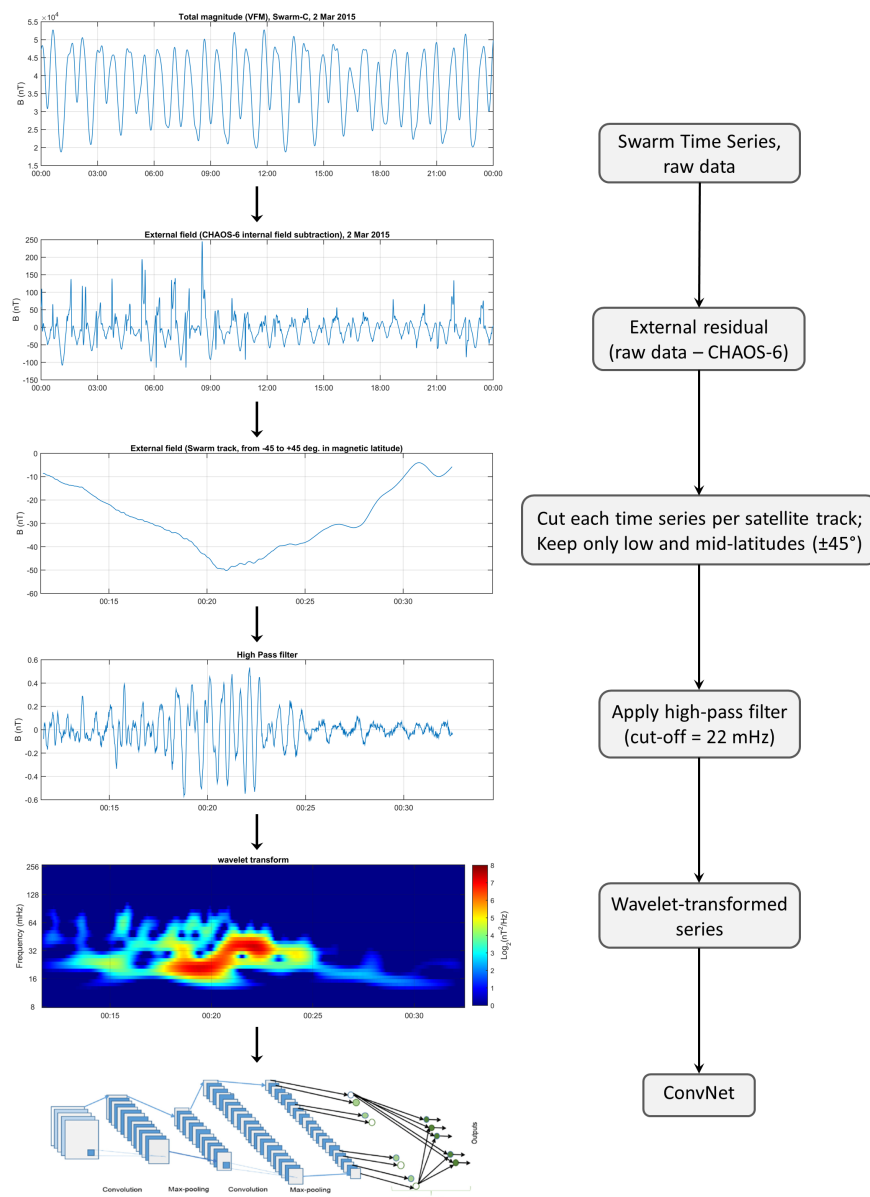 Total magnitude (VFM), Swarm-C, 2 Mar 2015
×10⁴
5.5
5
4.5
4
3.5
3
2.5
2
1.5
B (nT)
00:00 03:00 06:00 09:00 12:00 15:00 18:00 21:00 00:00
External field (CHAOS-6 internal field subtraction), 2 Mar 2015
250
200
150
100
50
0
-50
-100
-150
B (nT)
00:00 03:00 06:00 09:00 12:00 15:00 18:00 21:00 00:00
External field (Swarm track, from -45 to +45 deg. in magnetic latitude)
0
-10
-20
-30
-40
-50
-60
B (nT)
00:15 00:20 00:25 00:30
High Pass filter
0.6
0.4
0.2
0
-0.2
-0.4
-0.6
B (nT)
00:15 00:20 00:25 00:30
wavelet transform
256
128
64
32
16
8
Frequency (mHz)
00:15 00:20 00:25 00:30
8
7
6
5
4
3
2
1
0
Log₂(nT²/Hz)
Convolution Max-pooling Convolution Max-pooling
Outputs
Swarm Time Series,
raw data
External residual
(raw data – CHAOS-6)
Cut each time series per satellite track;
Keep only low and mid-latitudes (±45°)
Apply high-pass filter
(cut-off = 22 mHz)
Wavelet-transformed
series
ConvNet